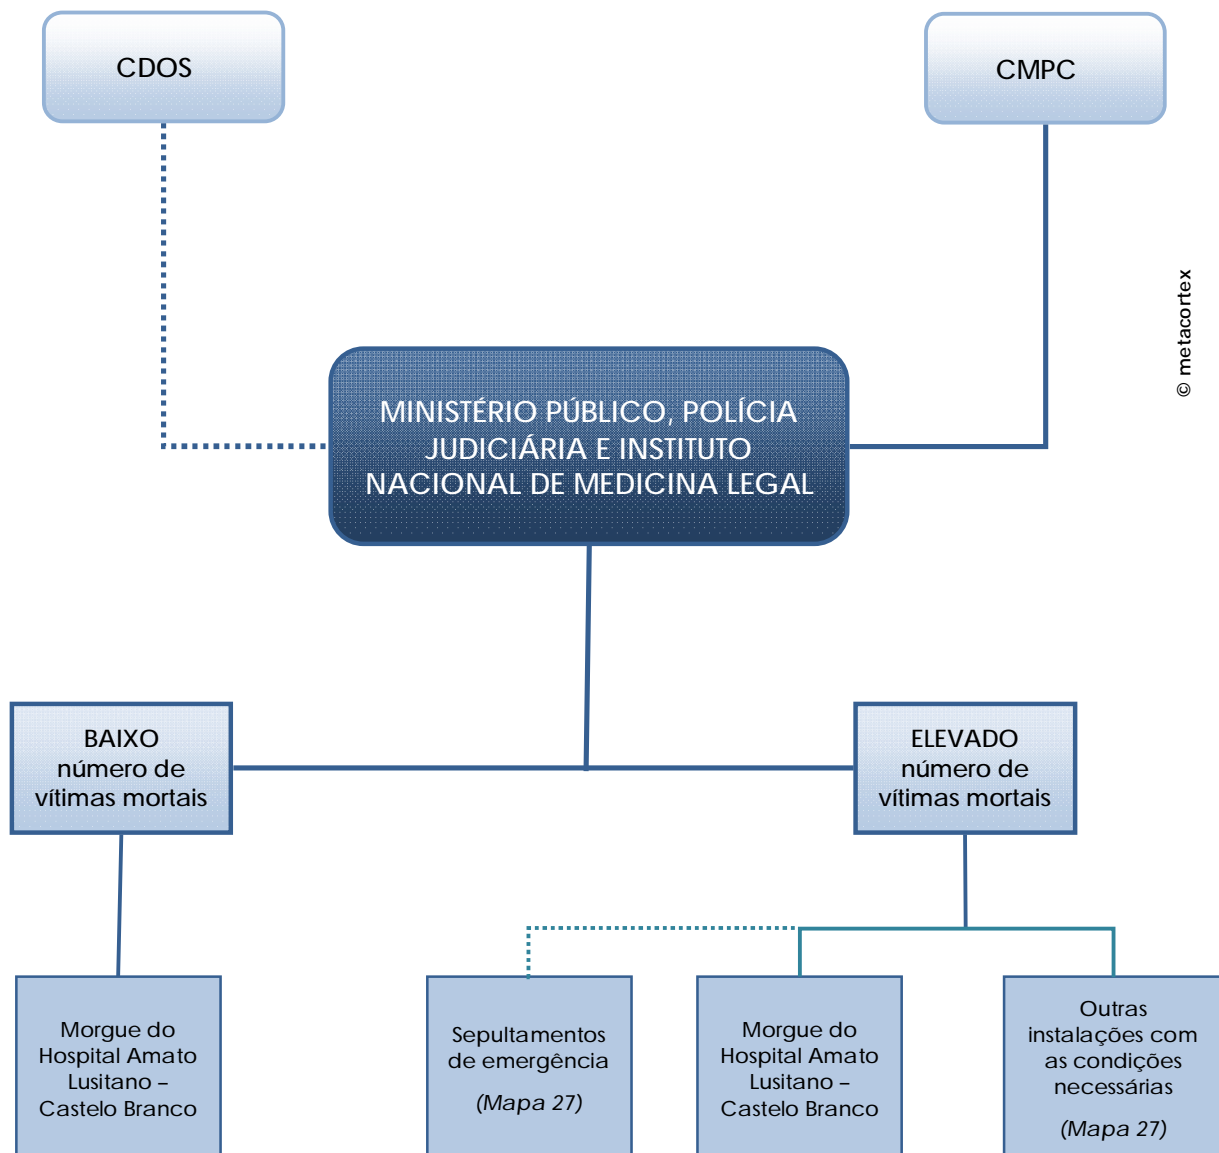 CDOS
CMPC
© metacortex
MINISTÉRIO PÚBLICO, POLÍCIA
JUDICIÁRIA E INSTITUTO
NACIONAL DE MEDICINA LEGAL
BAIXO
número de
vítimas mortais
ELEVADO
número de
vítimas mortais
Morgue do
Hospital Amato
Lusitano –
Castelo Branco
Sepultamentos
de emergência
(Mapa 27)
Morgue do
Hospital Amato
Lusitano –
Castelo Branco
Outras
instalações com
as condições
necessárias
(Mapa 27)